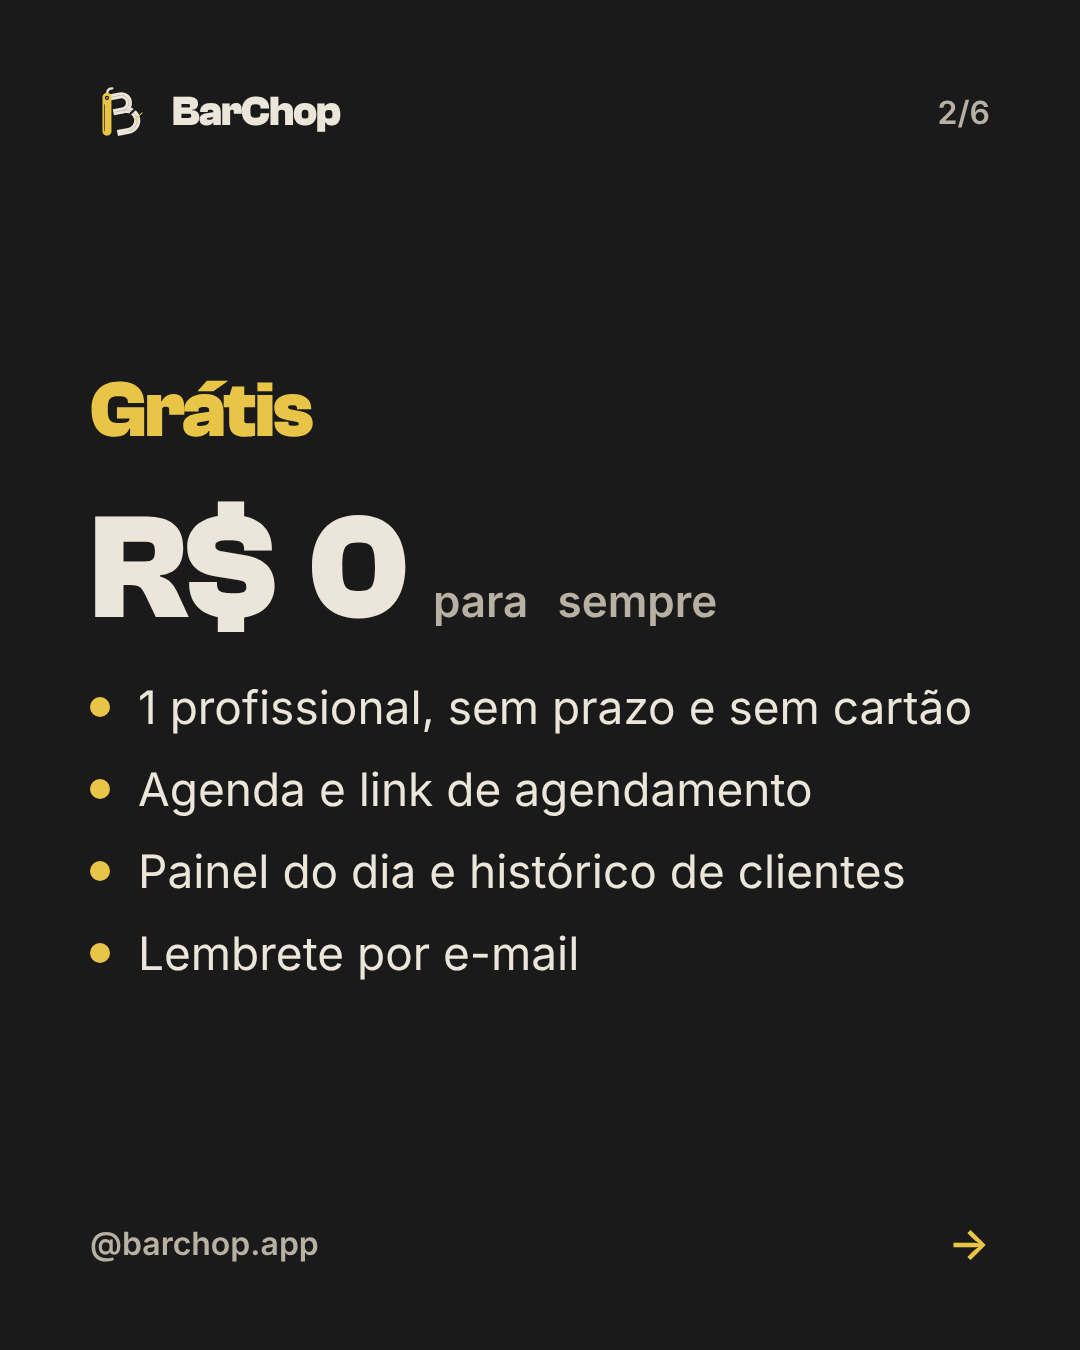 BarChop
2/6
Grátis
R$ 0 para sempre
1 profissional, sem prazo e sem cartão
Agenda e link de agendamento
Painel do dia e histórico de clientes
Lembrete por e-mail
@barchop.app